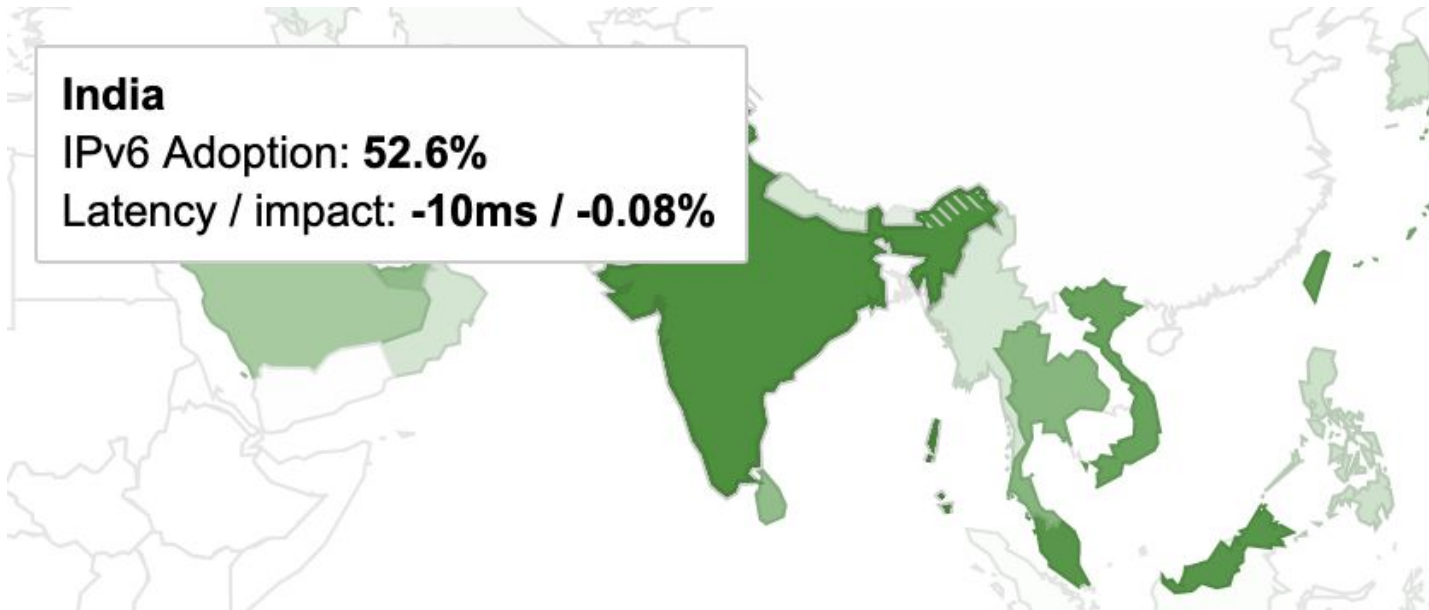 India
IPv6 Adoption: 52.6%
Latency / impact: -10ms / -0.08%